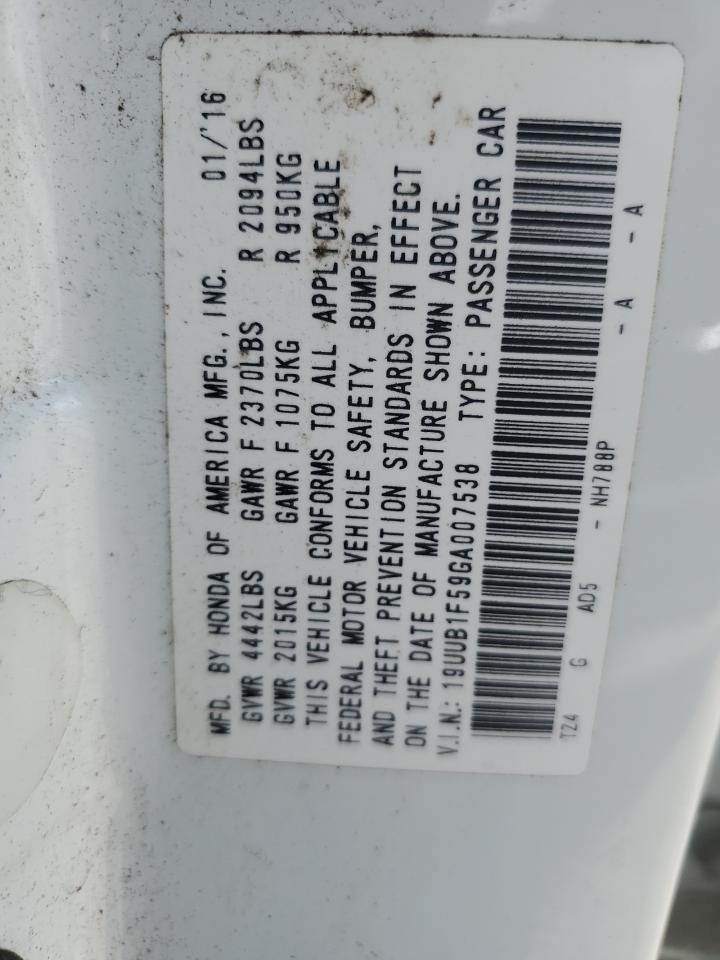 MFD. BY HONDA OF AMERICA MFG., INC. 01/'16
GVWR 4442LBS GAWR F 2370LBS R 2094LBS
GVWR 2015KG GAWR F 1075KG R 950KG
THIS VEHICLE CONFORMS TO ALL APPLICABLE
FEDERAL MOTOR VEHICLE SAFETY, BUMPER,
AND THEFT PREVENTION STANDARDS IN EFFECT
ON THE DATE OF MANUFACTURE SHOWN ABOVE.
V.I.N.: 19UUB1F59GA007538 TYPE: PASSENGER CAR
TZ4 G AD5 - NH788P - A - A